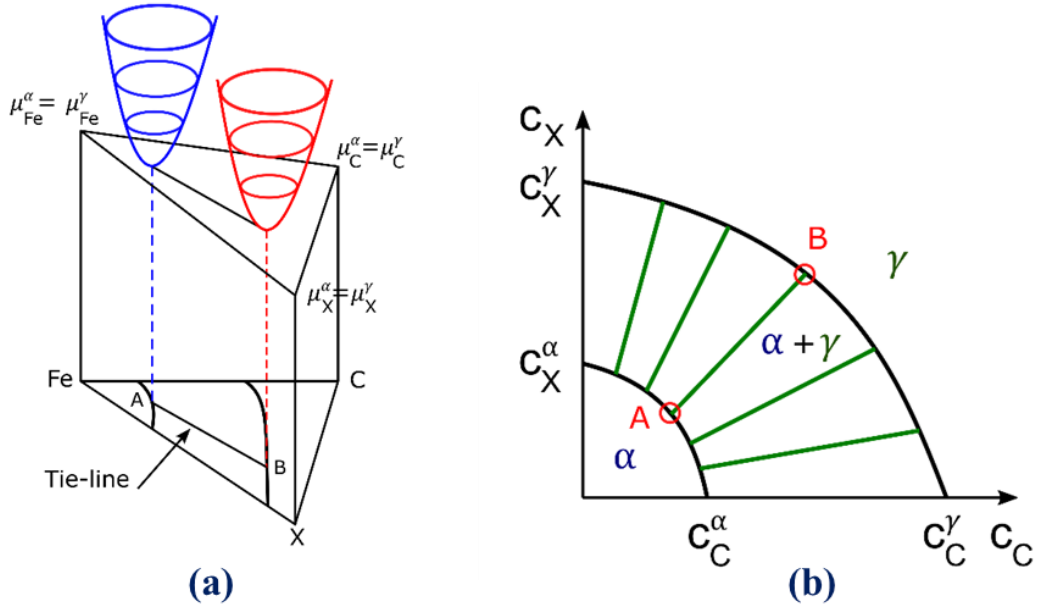 μ^α_Fe = μ^γ_Fe
μ^α_C = μ^γ_C
μ^α_X = μ^γ_X
Fe
A
C
B
Tie-line
X
(a)
c_X
c^γ_X
B
γ
α + γ
c^α_X
A
α
c^α_C
c^γ_C
c_C
(b)